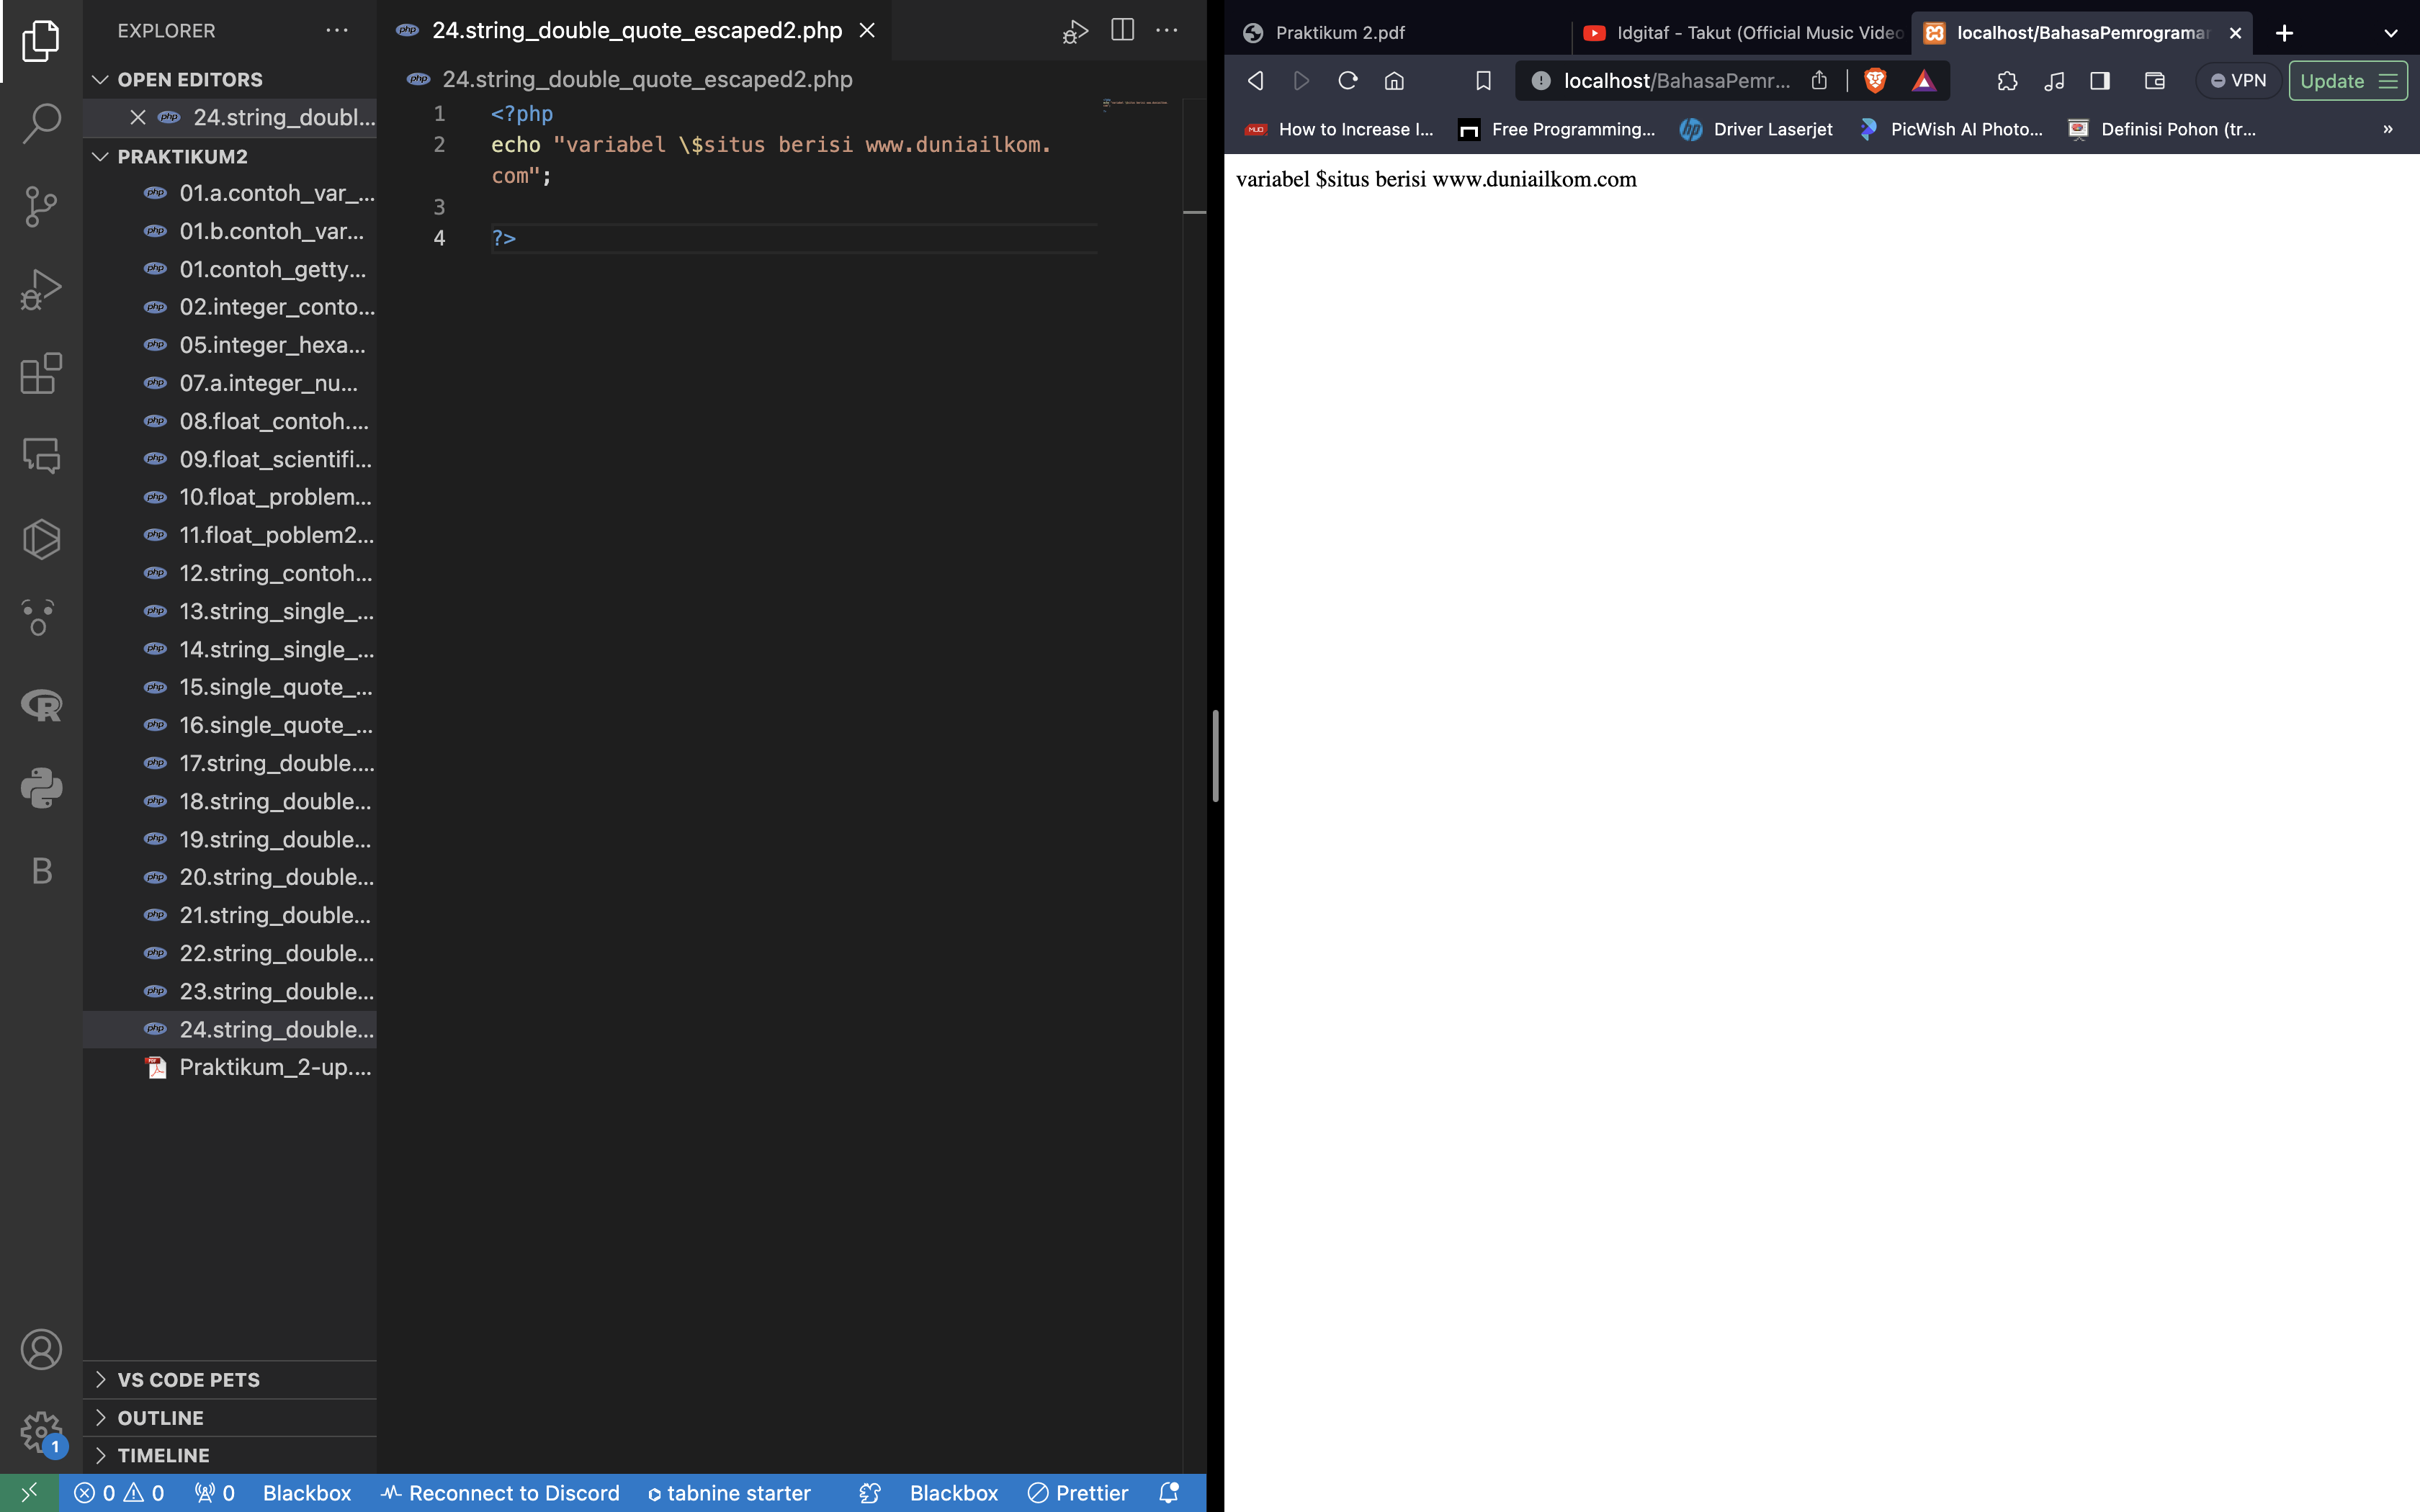 EXPLORER
OPEN EDITORS
24.string_doubl...
PRAKTIKUM2
01.a.contoh_var_...
01.b.contoh_var...
01.contoh_getty...
02.integer_conto...
05.integer_hexa...
07.a.integer_nu...
08.float_contoh....
09.float_scientifi...
10.float_problem...
11.float_poblem2...
12.string_contoh...
13.string_single_...
14.string_single_...
15.single_quote_...
16.single_quote_...
17.string_double....
18.string_double...
19.string_double...
20.string_double...
21.string_double...
22.string_double...
23.string_double...
24.string_double...
Praktikum_2-up....
VS CODE PETS
OUTLINE
TIMELINE
B
1
24.string_double_quote_escaped2.php
24.string_double_quote_escaped2.php
1 <?php
2 echo "variabel \$situs berisi www.duniailkom.
com";
3
4 ?>
0 0 0 Blackbox Reconnect to Discord tabnine starter Blackbox Prettier
Praktikum 2.pdf
Idgitaf - Takut (Official Music Video
localhost/BahasaPemrograman
localhost/BahasaPemr...
VPN
Update
How to Increase I... Free Programming... Driver Laserjet PicWish AI Photo... Definisi Pohon (tr... »
variabel $situs berisi www.duniailkom.com